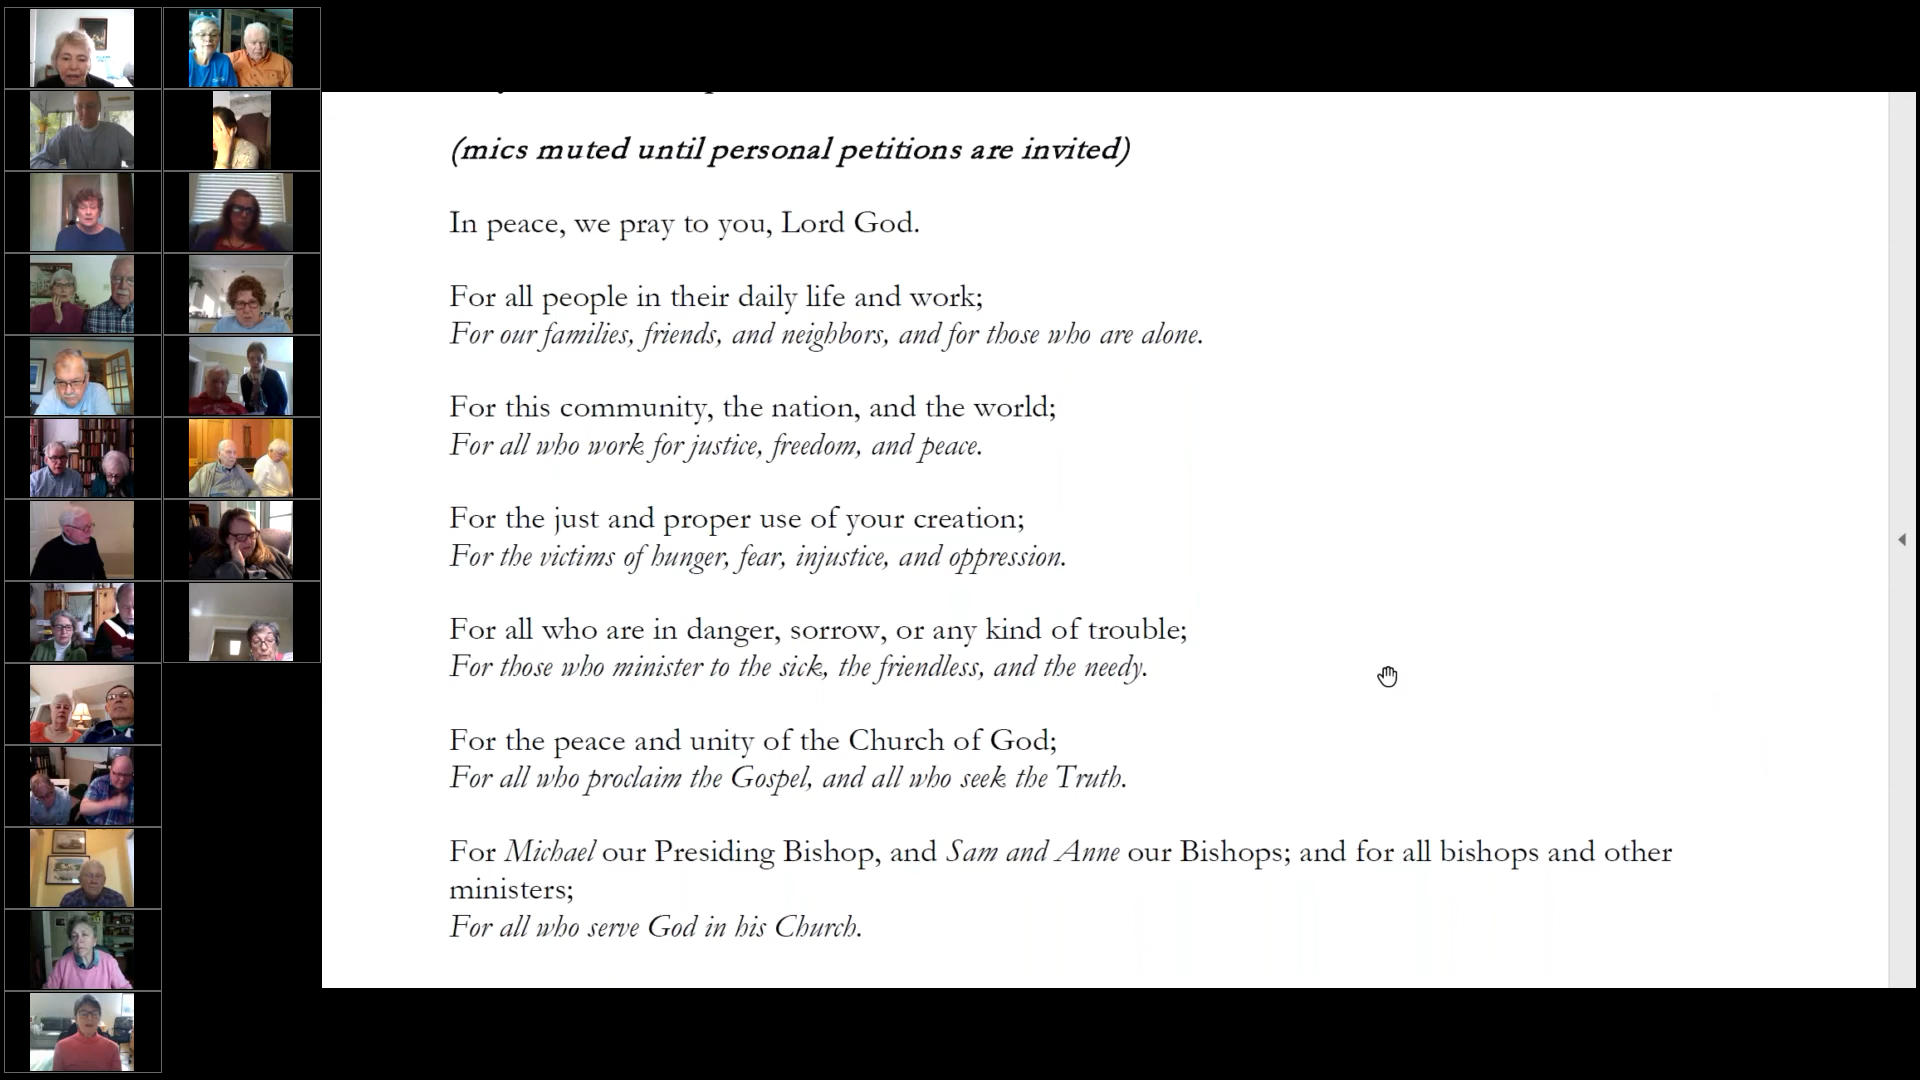 (mics muted until personal petitions are invited)
In peace, we pray to you, Lord God.
For all people in their daily life and work;
For our families, friends, and neighbors, and for those who are alone.
For this community, the nation, and the world;
For all who work for justice, freedom, and peace.
For the just and proper use of your creation;
For the victims of hunger, fear, injustice, and oppression.
For all who are in danger, sorrow, or any kind of trouble;
For those who minister to the sick, the friendless, and the needy.
For the peace and unity of the Church of God;
For all who proclaim the Gospel, and all who seek the Truth.
For Michael our Presiding Bishop, and Sam and Anne our Bishops; and for all bishops and other
ministers;
For all who serve God in his Church.